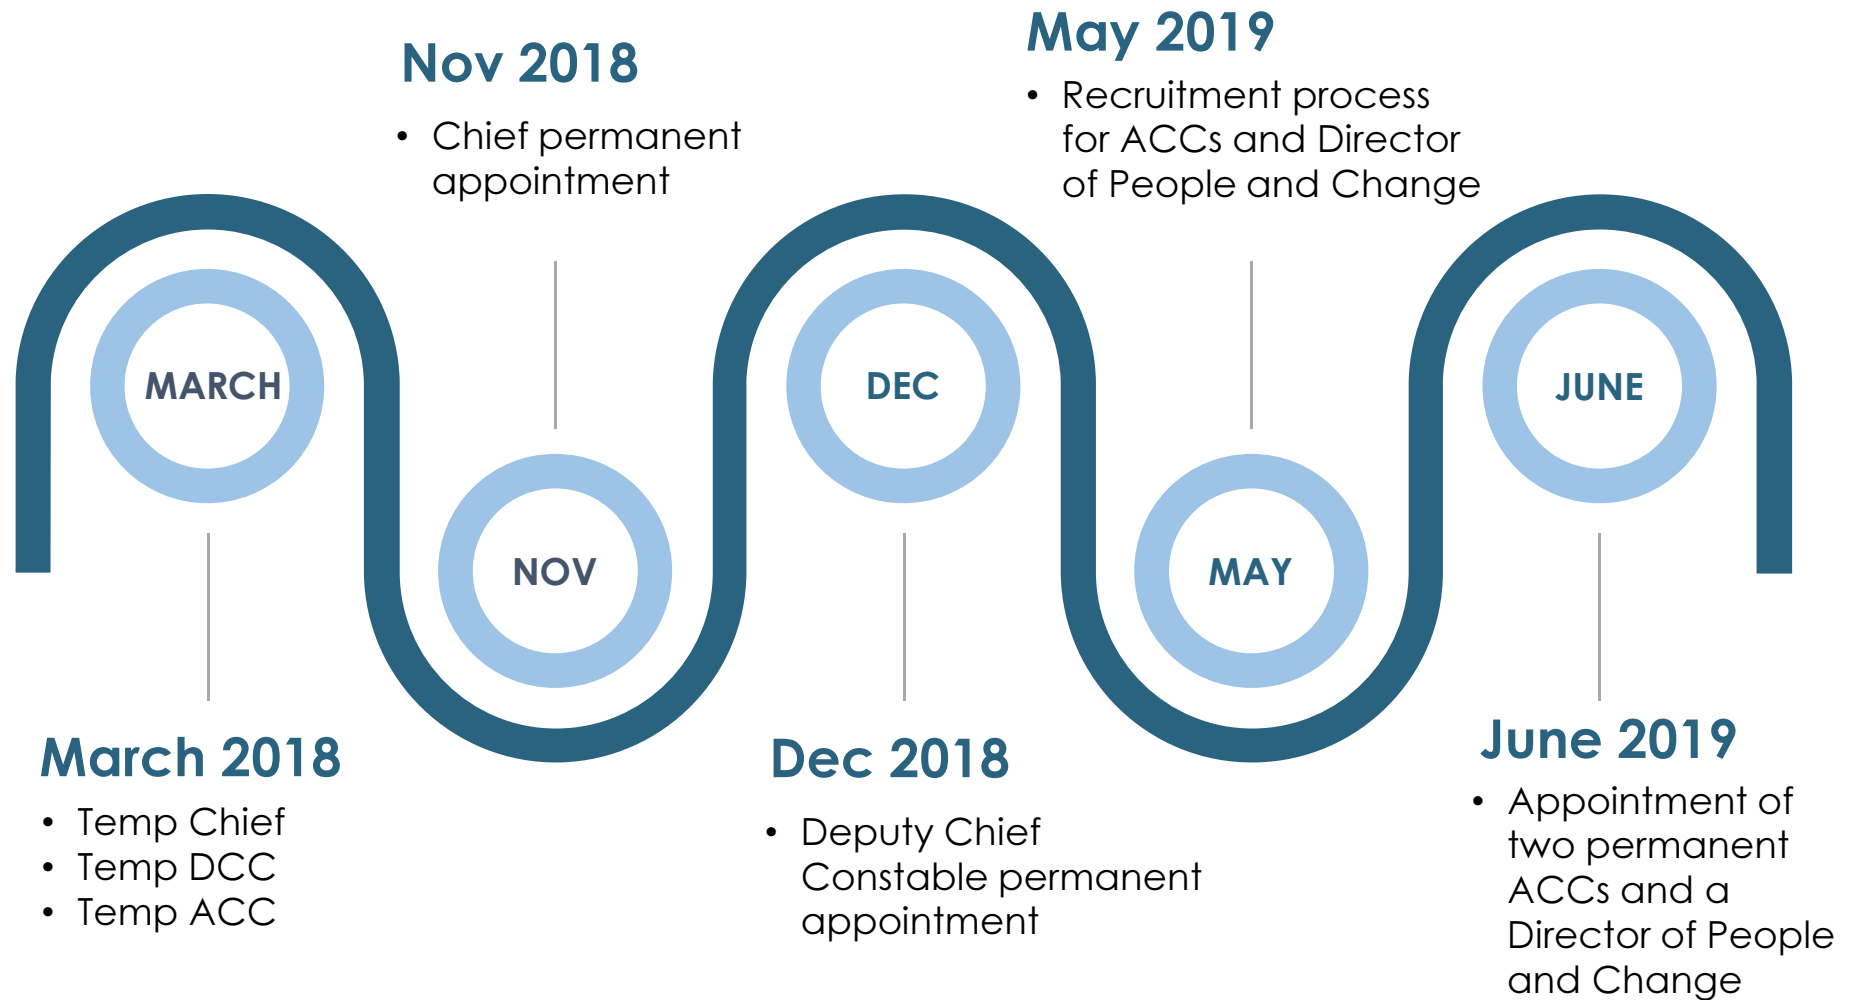 Nov 2018
• Chief permanent
appointment
May 2019
• Recruitment process
for ACCs and Director
of People and Change
MARCH
NOV
DEC
MAY
JUNE
March 2018
• Temp Chief
• Temp DCC
• Temp ACC
Dec 2018
• Deputy Chief
Constable permanent
appointment
June 2019
• Appointment of
two permanent
ACCs and a
Director of People
and Change